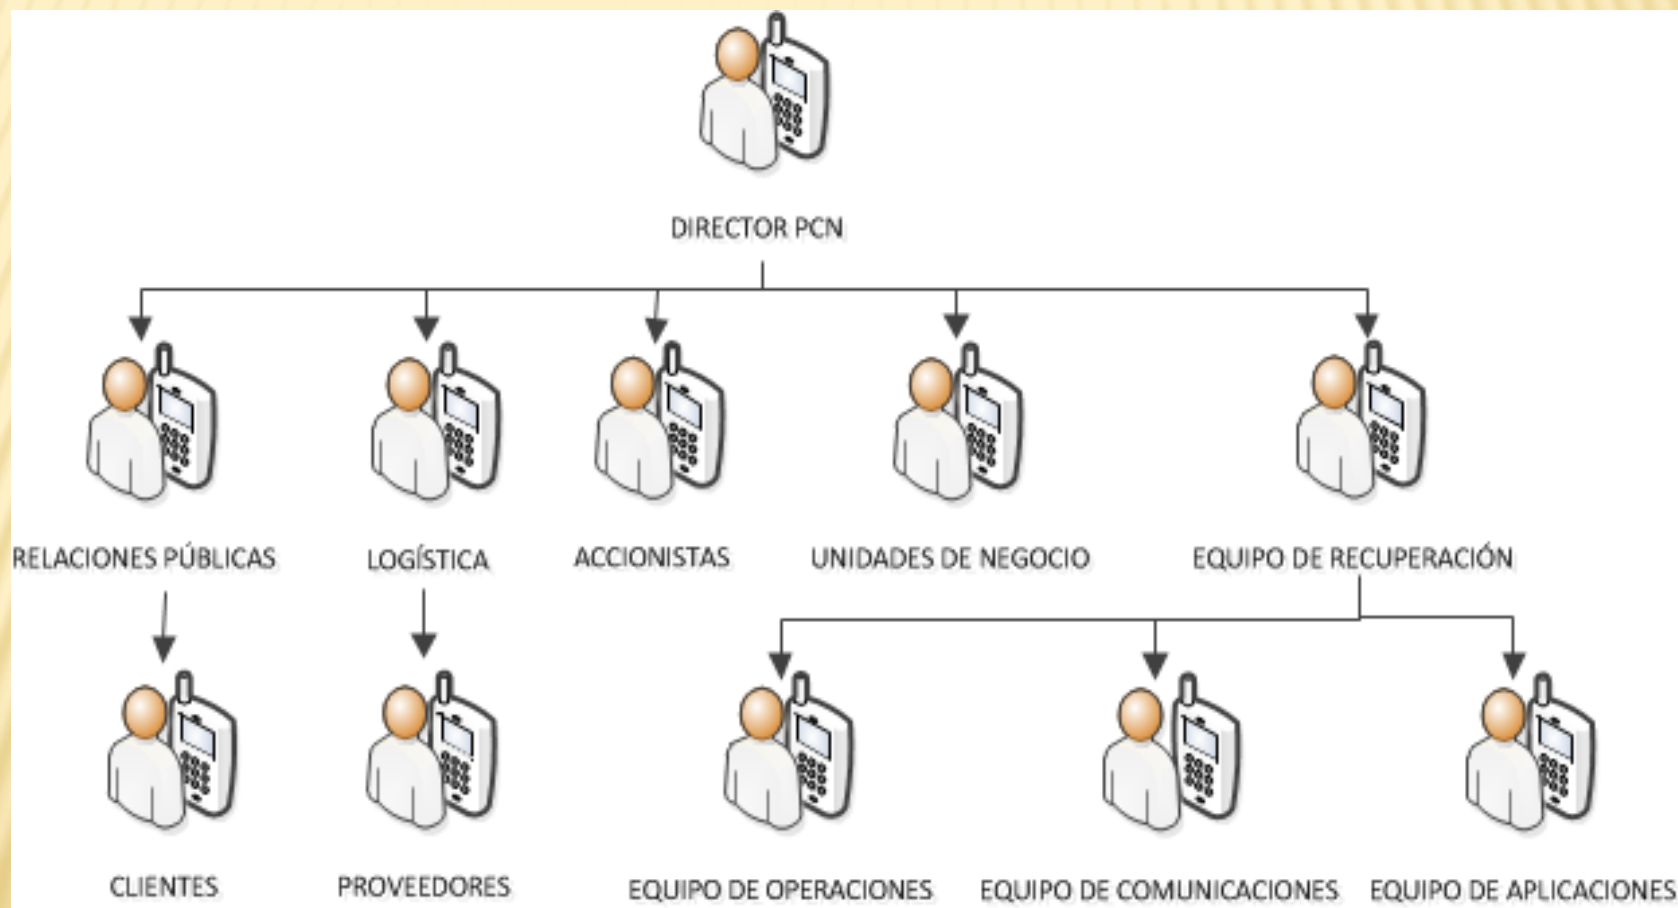 DIRECTOR PCN
RELACIONES PÚBLICAS
LOGÍSTICA
ACCIONISTAS
UNIDADES DE NEGOCIO
EQUIPO DE RECUPERACIÓN
CLIENTES
PROVEEDORES
EQUIPO DE OPERACIONES
EQUIPO DE COMUNICACIONES
EQUIPO DE APLICACIONES